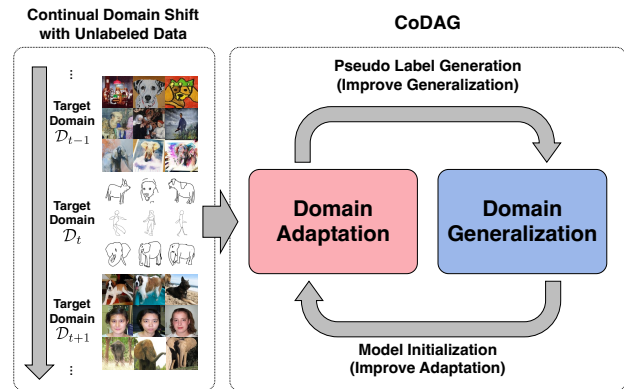 Continual Domain Shift
with Unlabeled Data
CoDAG
⋮
Target
Domain
𝒟ₜ₋₁
Target
Domain
𝒟ₜ
Target
Domain
𝒟ₜ₊₁
⋮
Pseudo Label Generation
(Improve Generalization)
Domain
Adaptation
Domain
Generalization
Model Initialization
(Improve Adaptation)